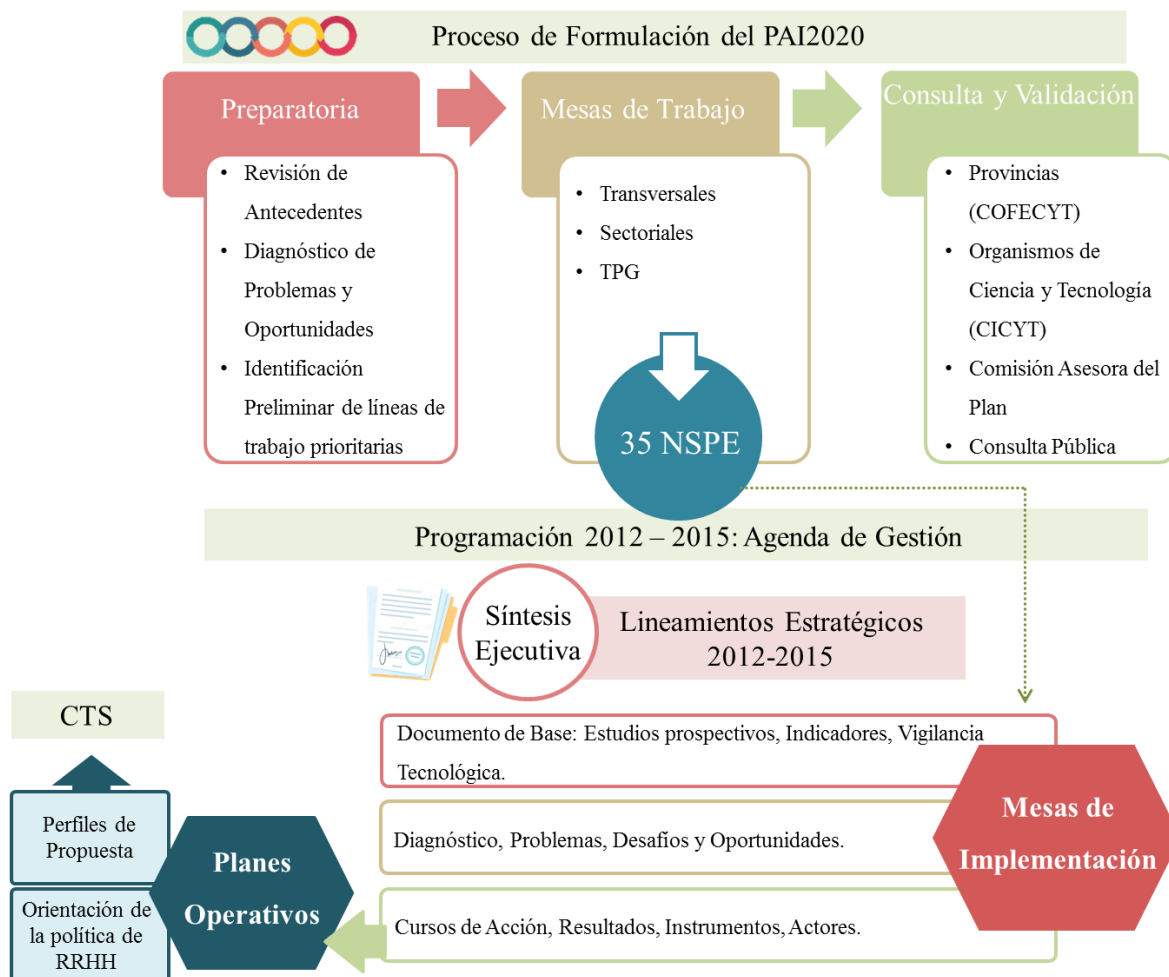 Proceso de Formulación del PAI2020
Preparatoria
• Revisión de
Antecedentes
• Diagnóstico de
Problemas y
Oportunidades
• Identificación
Preliminar de líneas de
trabajo prioritarias
Mesas de Trabajo
• Transversales
• Sectoriales
• TPG
35 NSPE
Consulta y Validación
• Provincias
(COFECYT)
• Organismos de
Ciencia y Tecnología
(CICYT)
• Comisión Asesora del
Plan
• Consulta Pública
Programación 2012 – 2015: Agenda de Gestión
Síntesis
Ejecutiva
Lineamientos Estratégicos
2012-2015
Documento de Base: Estudios prospectivos, Indicadores, Vigilancia
Tecnológica.
Diagnóstico, Problemas, Desafíos y Oportunidades.
Cursos de Acción, Resultados, Instrumentos, Actores.
Mesas de
Implementación
Planes
Operativos
CTS
Perfiles de
Propuesta
Orientación de
la política de
RRHH